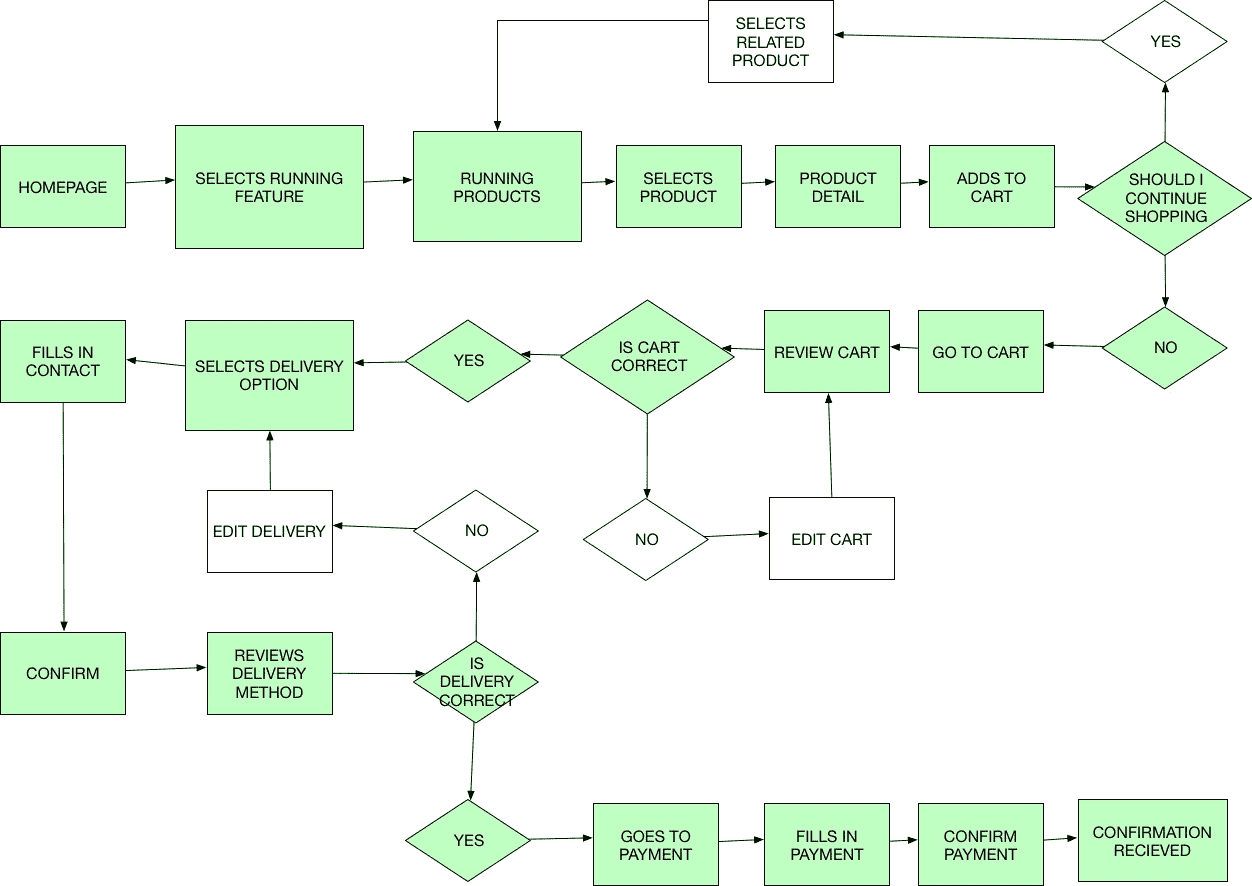 SELECTS
RELATED
PRODUCT
YES
HOMEPAGE
SELECTS RUNNING
FEATURE
RUNNING
PRODUCTS
SELECTS
PRODUCT
PRODUCT
DETAIL
ADDS TO
CART
SHOULD I
CONTINUE
SHOPPING
NO
GO TO CART
REVIEW CART
IS CART
CORRECT
YES
SELECTS DELIVERY
OPTION
FILLS IN
CONTACT
EDIT DELIVERY
NO
NO
EDIT CART
CONFIRM
REVIEWS
DELIVERY
METHOD
IS
DELIVERY
CORRECT
YES
GOES TO
PAYMENT
FILLS IN
PAYMENT
CONFIRM
PAYMENT
CONFIRMATION
RECIEVED